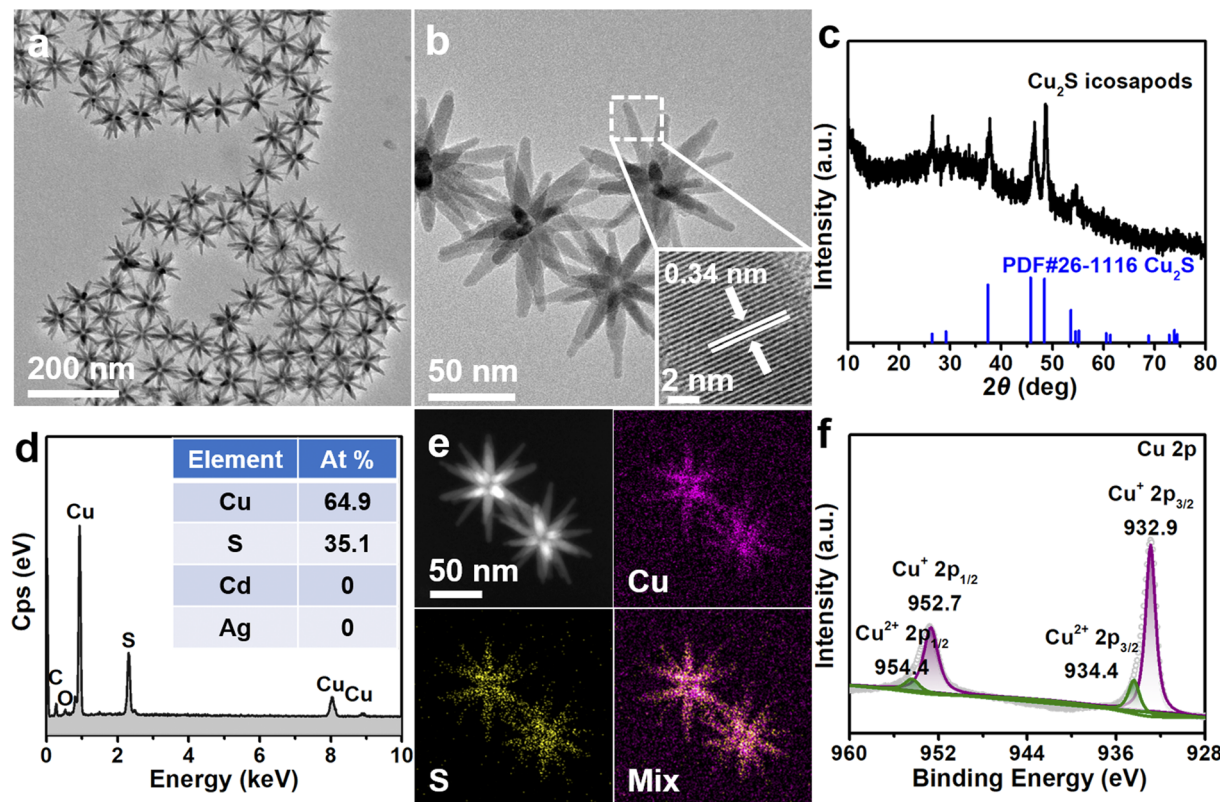 a
200 nm
b
0.34 nm
2 nm
50 nm
c
Cu₂S icosapods
PDF#26-1116 Cu₂S
Intensity (a.u.)
10 20 30 40 50 60 70 80
2θ (deg)
d
Element At %
Cu 64.9
S 35.1
Cd 0
Ag 0
Cu
S
C
O
Cu Cu
Cps (eV)
0 2 4 6 8 10
Energy (keV)
e
50 nm
Cu
S
Mix
f
Cu 2p
Cu⁺ 2p₃/₂
932.9
Cu⁺ 2p₁/₂
952.7
Cu²⁺ 2p₁/₂
954.4
Cu²⁺ 2p₃/₂
934.4
Intensity (a.u.)
960 952 944 936 928
Binding Energy (eV)